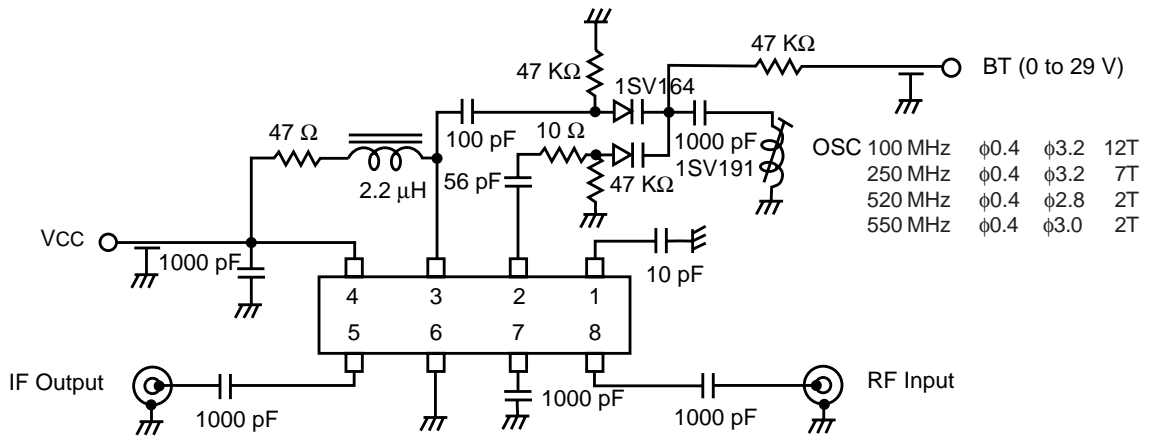 47 KΩ
BT (0 to 29 V)
47 KΩ
1SV164
100 pF
1000 pF
47 Ω
10 Ω
1SV191
2.2 μH
56 pF
47 KΩ
OSC 100 MHz ϕ0.4 ϕ3.2 12T
250 MHz ϕ0.4 ϕ3.2 7T
520 MHz ϕ0.4 ϕ2.8 2T
550 MHz ϕ0.4 ϕ3.0 2T
VCC
1000 pF
10 pF
4 3 2 1
5 6 7 8
IF Output
RF Input
1000 pF
1000 pF
1000 pF